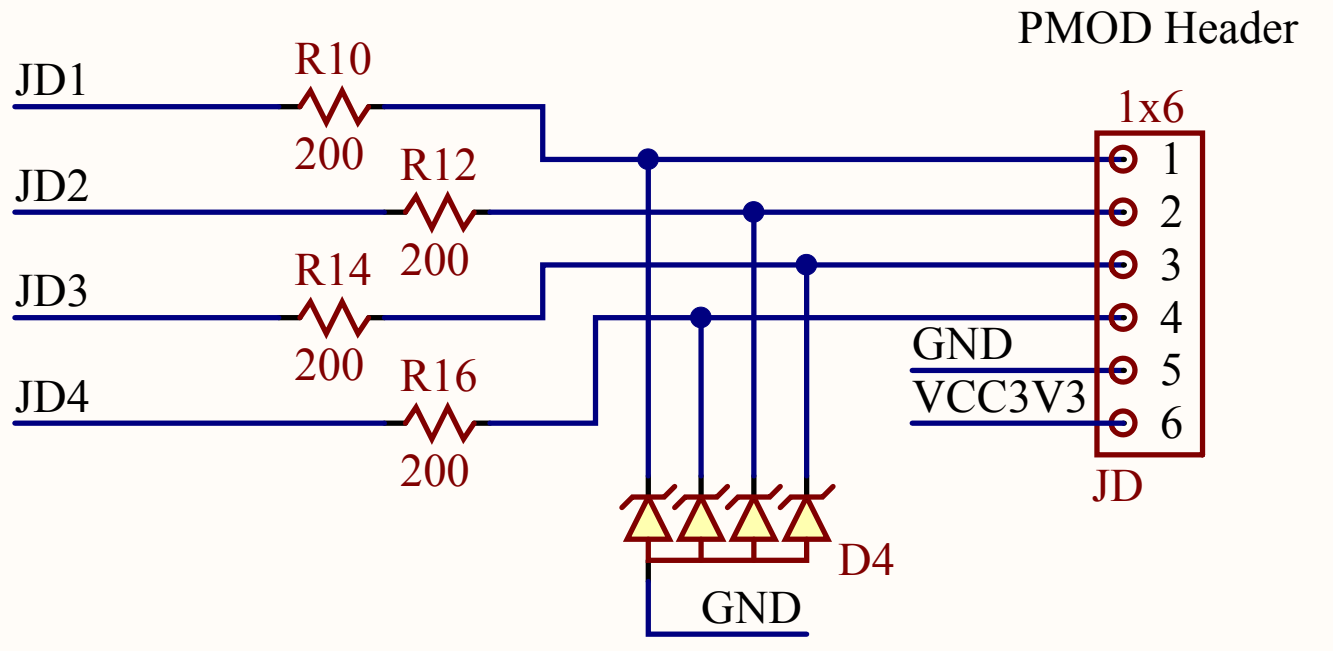 PMOD Header
R10
JD1
1x6
200
1
R12
JD2
2
R14
200
3
JD3
4
GND
200
R16
5
JD4
VCC3V3
6
200
JD
D4
GND